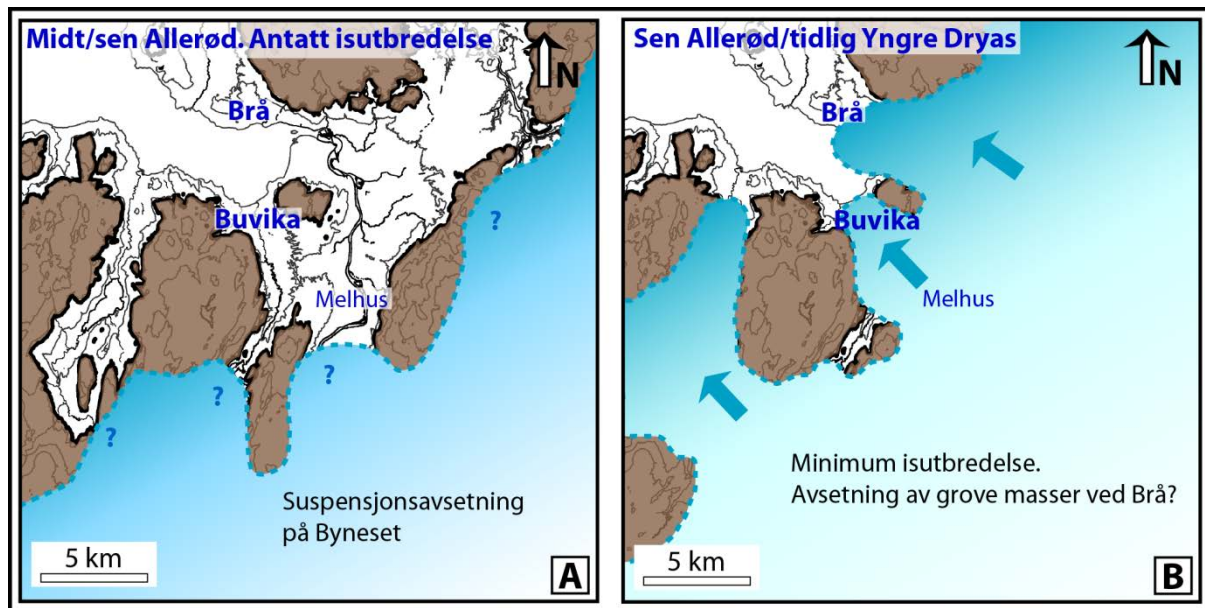 Midt/sen Allerød. Antatt isutbredelse
N
Brå
Buvika
?
Melhus
?
?
?
Suspensjonsavsetning
på Byneset
5 km
A
Sen Allerød/tidlig Yngre Dryas
N
Brå
Buvika
Melhus
Minimum isutbredelse.
Avsetning av grove masser ved Brå?
5 km
B